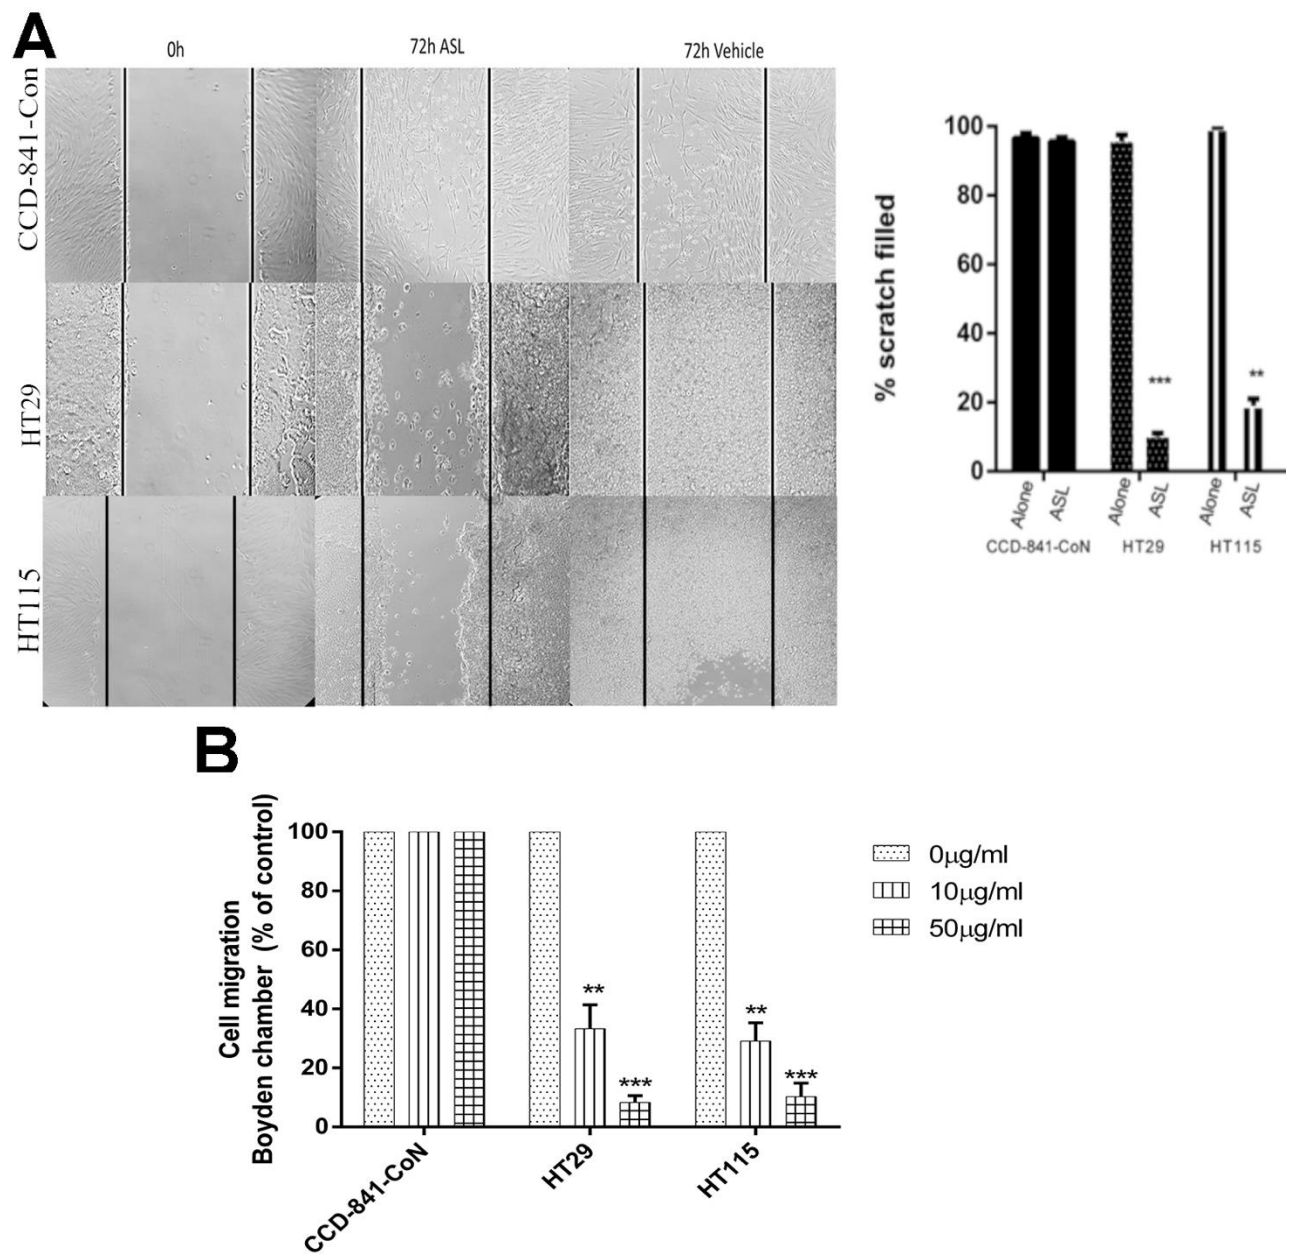 A
0h
72h ASL
72h Vehicle
CCD-841-Con
HT29
HT115
% scratch filled
100
80
60
40
20
0
***
**
Alone
ASL
Alone
ASL
Alone
ASL
CCD-841-CoN
HT29
HT115
B
Cell migration
Boyden chamber (% of control)
100
80
60
40
20
0
**
***
**
***
CCD-841-CoN
HT29
HT115
0µg/ml
10µg/ml
50µg/ml